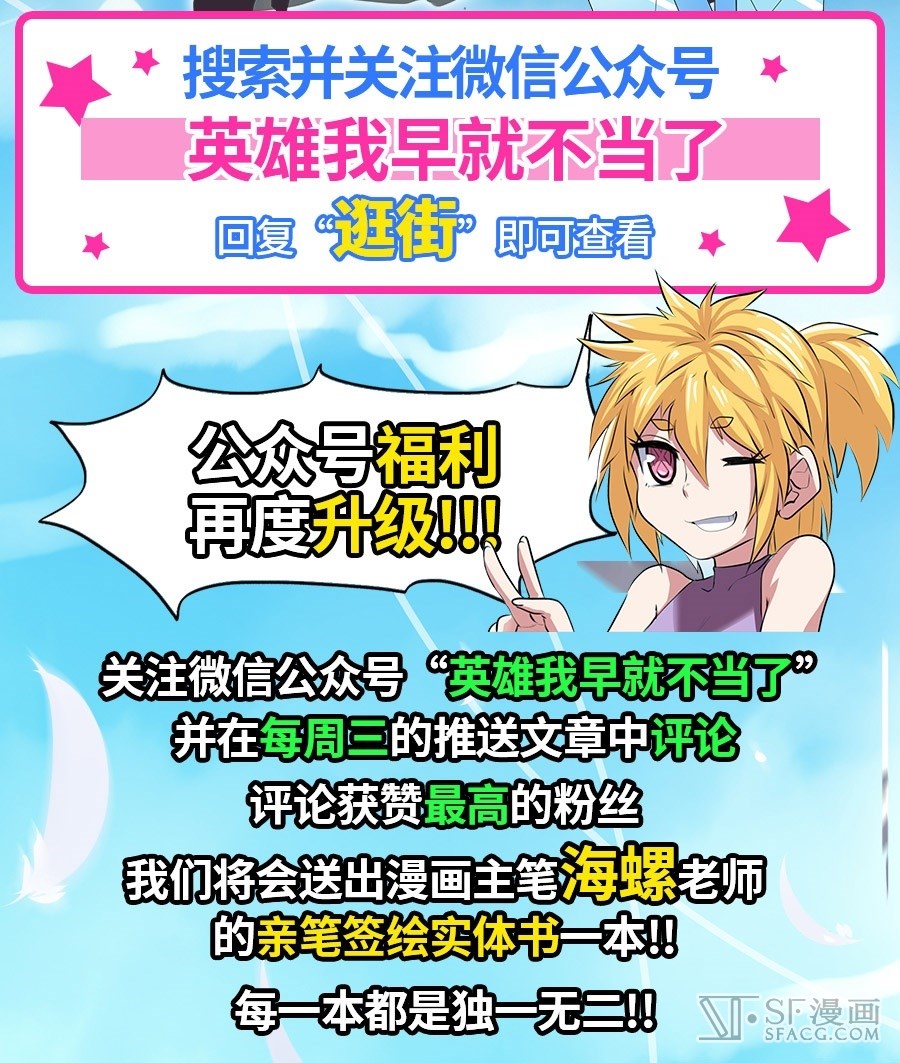 搜索并关注微信公众号
英雄我早就不当了
回复“逛街”即可查看
公众号福利
再度升级!!!
关注微信公众号“英雄我早就不当了”
并在每周三的推送文章中评论
评论获赞最高的粉丝
我们将会送出漫画主笔海螺老师
的亲笔签绘实体书一本!!
每一本都是独一无二!!
SF漫画
SFACG.COM